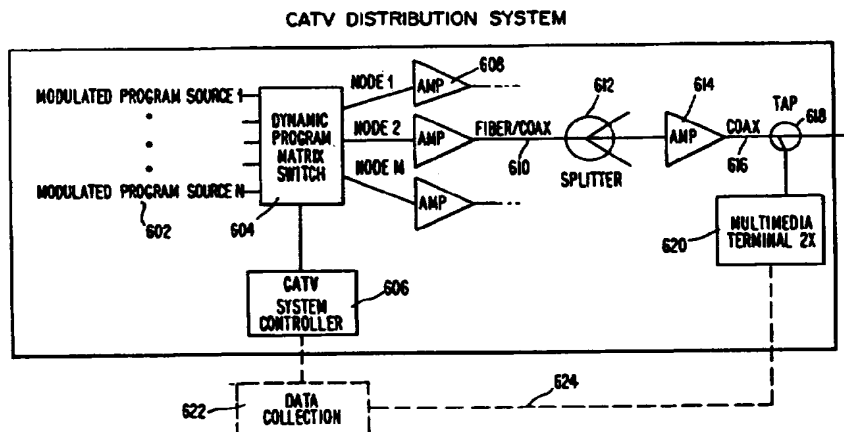 CATV DISTRIBUTION SYSTEM
MODULATED PROGRAM SOURCE 1
MODULATED PROGRAM SOURCE N
602
DYNAMIC
PROGRAM
MATRIX
SWITCH
604
NODE 1
NODE 2
NODE M
AMP
608
AMP
AMP
FIBER/COAX
610
612
SPLITTER
614
AMP
COAX
616
TAP
618
620
MULTIMEDIA
TERMINAL 2X
CATV
SYSTEM
CONTROLLER
606
622
DATA
COLLECTION
624